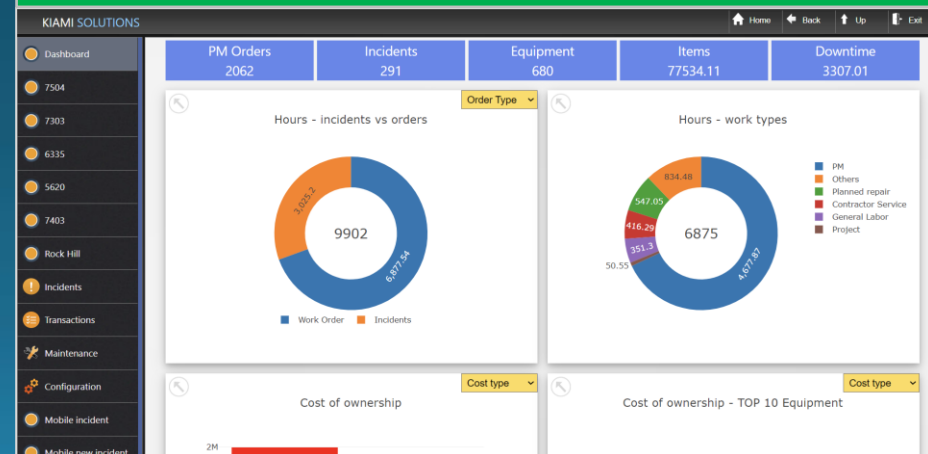 KIAMI SOLUTIONS
Home Back Up Exit
Dashboard
7504
7303
6335
5620
7403
Rock Hill
Incidents
Transactions
Maintenance
Configuration
Mobile incident
Mobile new incident
PM Orders
2062
Incidents
291
Equipment
680
Items
77534.11
Downtime
3307.01
Order Type
Hours - incidents vs orders
3,025.2
9902
6,877.54
Work Order Incidents
Hours - work types
834.48
547.05
416.29
351.3
50.55
6875
4,677.87
PM
Others
Planned repair
Contractor Service
General Labor
Project
Cost type
Cost of ownership
2M
Cost type
Cost of ownership - TOP 10 Equipment